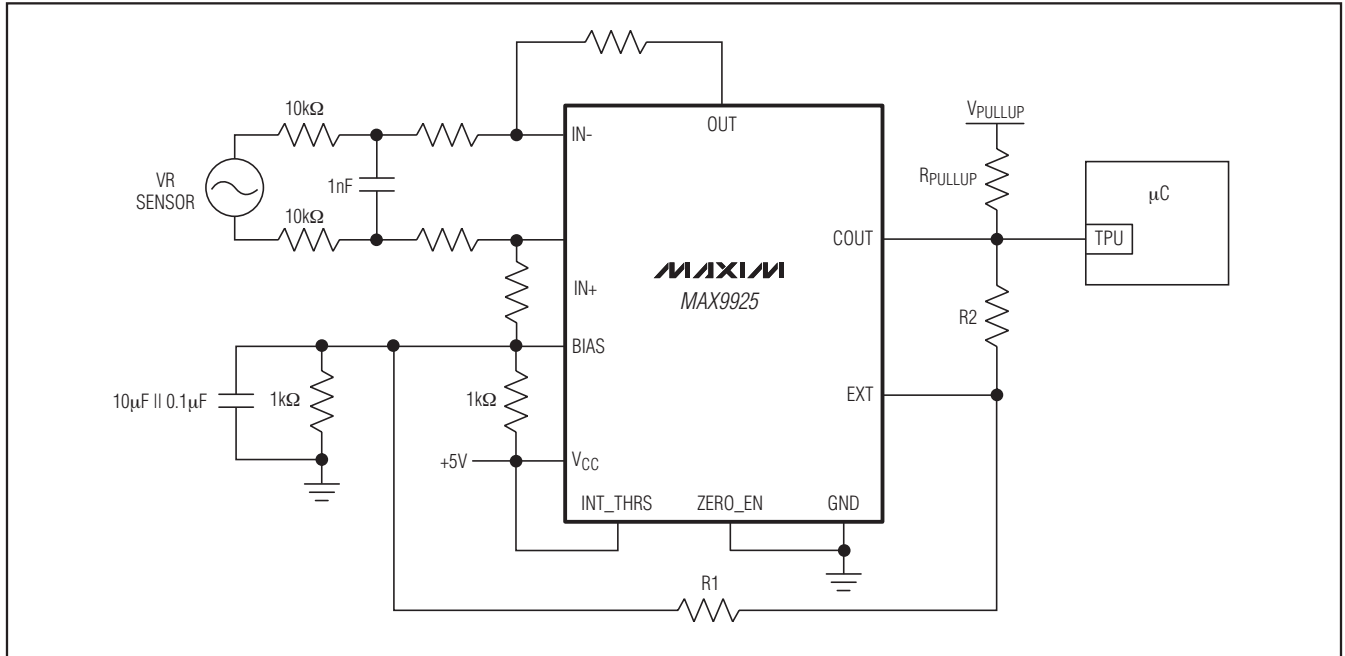 10kΩ
VR
SENSOR
1nF
10kΩ
OUT
IN-
IN+
BIAS
MAXIM
MAX9925
COUT
EXT
VPULLUP
RPULLUP
R2
µC
TPU
10µF II 0.1µF
1kΩ
1kΩ
+5V
VCC
INT_THRS
ZERO_EN
GND
R1